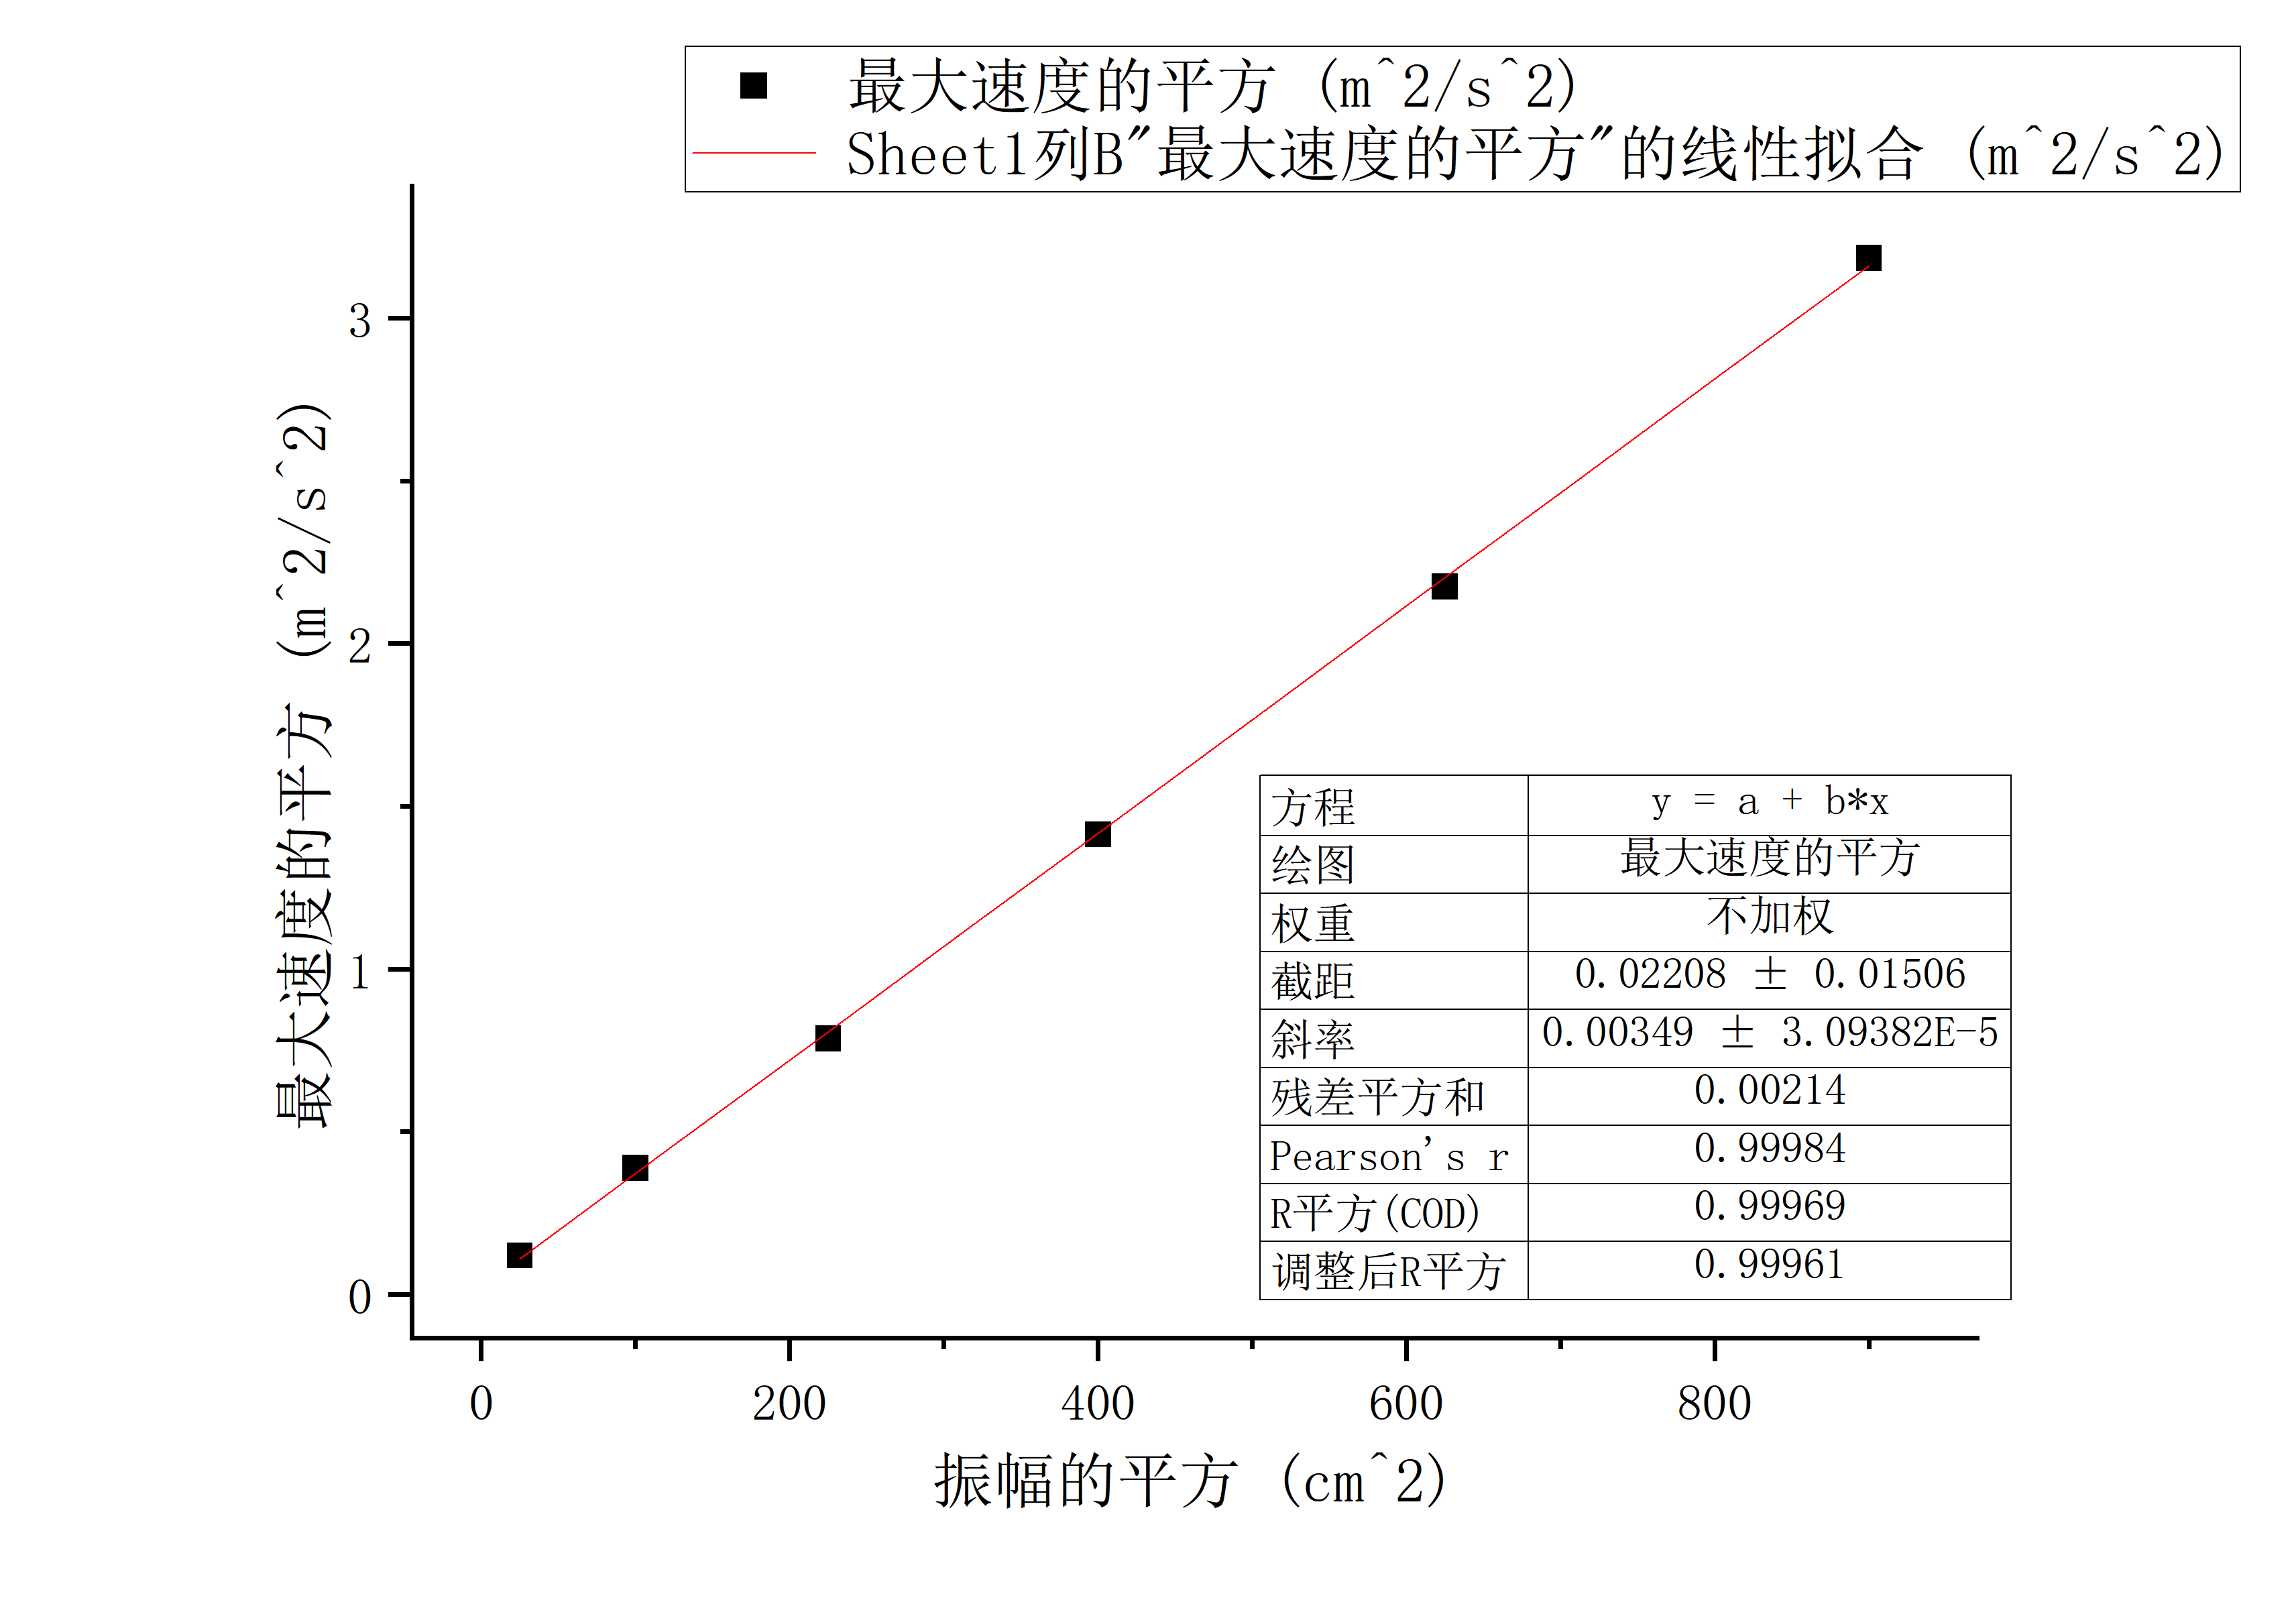 最大速度的平方 (m^2/s^2)
Sheet1列B"最大速度的平方"的线性拟合 (m^2/s^2)
最大速度的平方 (m^2/s^2)
3
2
1
0
方程 y = a + b*x
绘图 最大速度的平方
权重 不加权
截距 0.02208 ± 0.01506
斜率 0.00349 ± 3.09382E-5
残差平方和 0.00214
Pearson's r 0.99984
R平方(COD) 0.99969
调整后R平方 0.99961
0 200 400 600 800
振幅的平方 (cm^2)